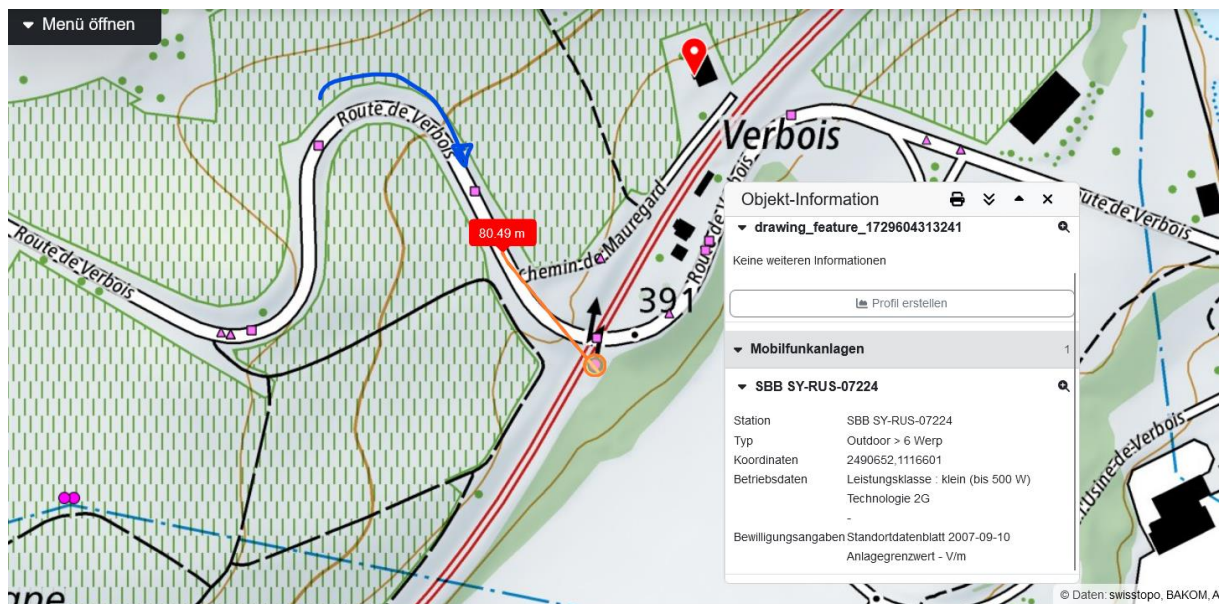 Menü öffnen
Route de Verbois
Verbois
Objekt-Information
Route de Verbois
drawing_feature_1729604313241
80.49 m
Chemin de Mauregard
Keine weiteren Informationen
Route de Verbois
391
Profil erstellen
Mobilfunkanlagen 1
SBB SY-RUS-07224
Station SBB SY-RUS-07224
Typ Outdoor > 6 Werp
Koordinaten 2490652,1116601
Betriebsdaten Leistungsklasse : klein (bis 500 W)
Technologie 2G
-
Bewilligungsangaben Standortdatenblatt 2007-09-10
Anlagegrenzwert - V/m
l'Usine-de-Verbois
© Daten: swisstopo, BAKOM, A